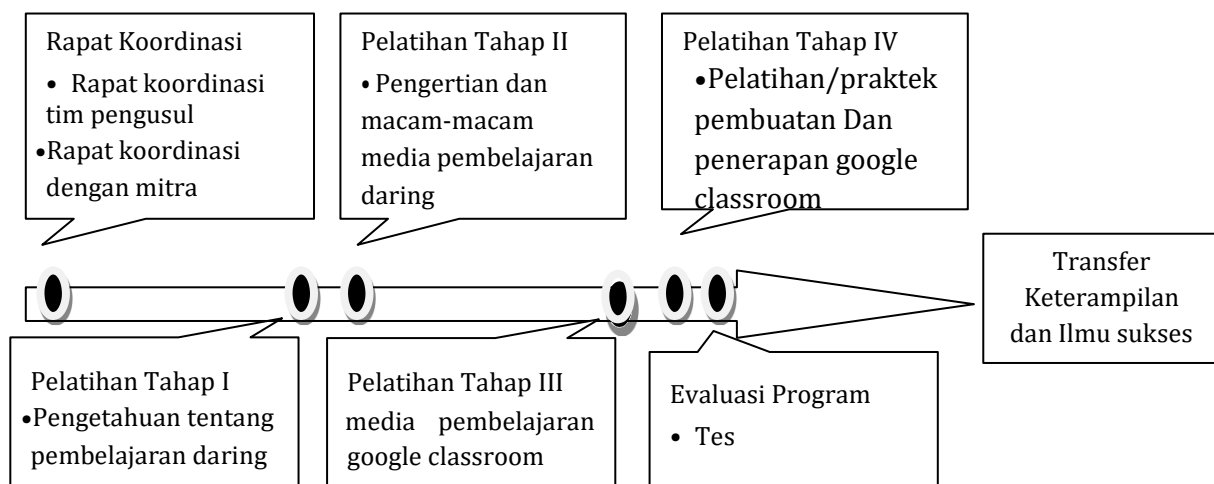 Rapat Koordinasi
• Rapat koordinasi
tim pengusul
•Rapat koordinasi
dengan mitra
Pelatihan Tahap II
• Pengertian dan
macam-macam
media pembelajaran
daring
Pelatihan Tahap IV
•Pelatihan/praktek
pembuatan Dan
penerapan google
classroom
Transfer
Keterampilan
dan Ilmu sukses
Pelatihan Tahap I
•Pengetahuan tentang
pembelajaran daring
Pelatihan Tahap III
media pembelajaran
google classroom
Evaluasi Program
• Tes